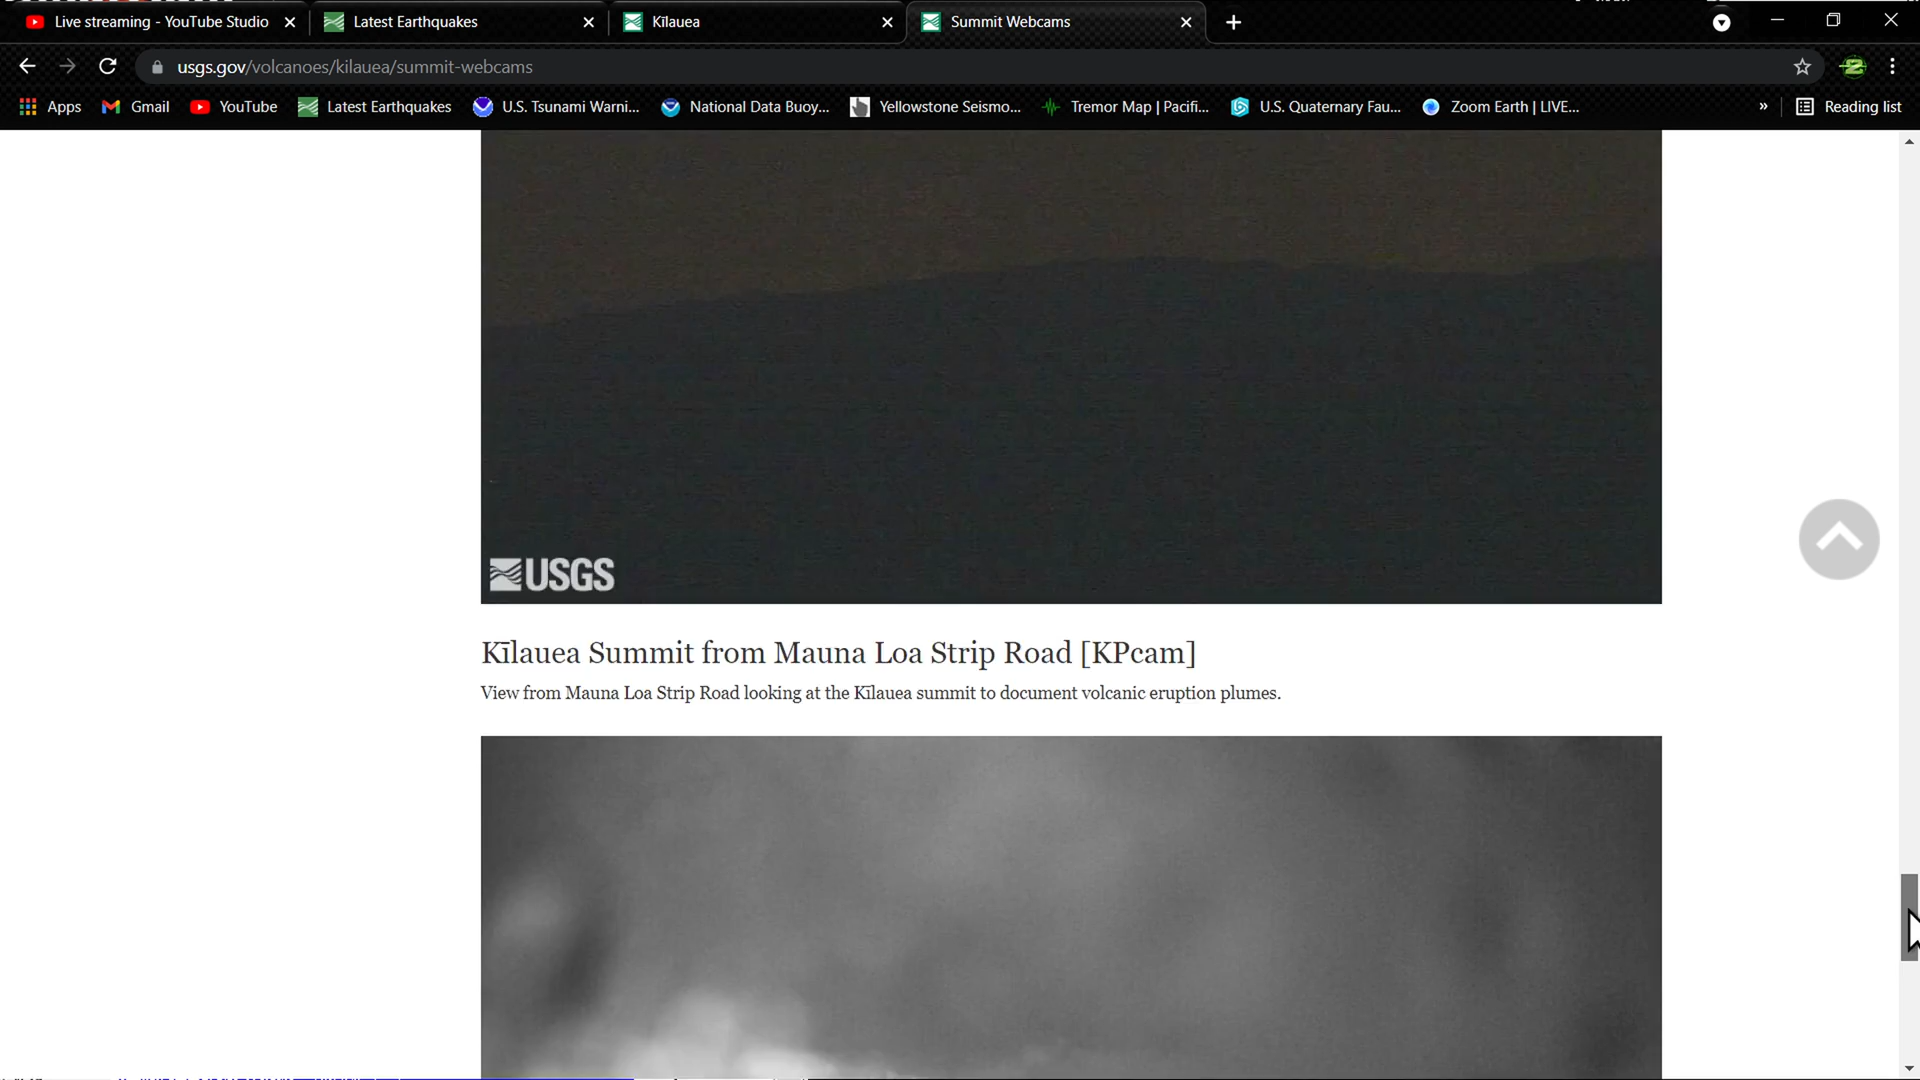 Live streaming - YouTube Studio
Latest Earthquakes
Kīlauea
Summit Webcams
usgs.gov/volcanoes/kilauea/summit-webcams
Apps
Gmail
YouTube
Latest Earthquakes
U.S. Tsunami Warni...
National Data Buoy...
Yellowstone Seismo...
Tremor Map | Pacifi...
U.S. Quaternary Fau...
Zoom Earth | LIVE...
»
Reading list
USGS
Kīlauea Summit from Mauna Loa Strip Road [KPcam]
View from Mauna Loa Strip Road looking at the Kīlauea summit to document volcanic eruption plumes.